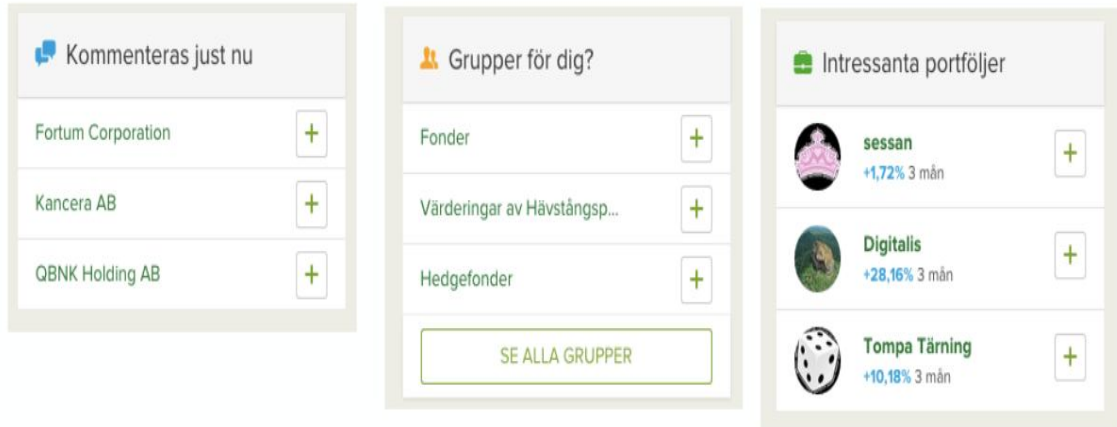 Kommenteras just nu
Fortum Corporation
+
Kancera AB
+
QBNK Holding AB
+
Grupper för dig?
Fonder
+
Värderingar av Hävstångsp...
+
Hedgefonder
+
SE ALLA GRUPPER
Intressanta portföljer
sessan
+1,72% 3 mån
+
Digitalis
+28,16% 3 mån
+
Tompa Tärning
+10,18% 3 mån
+